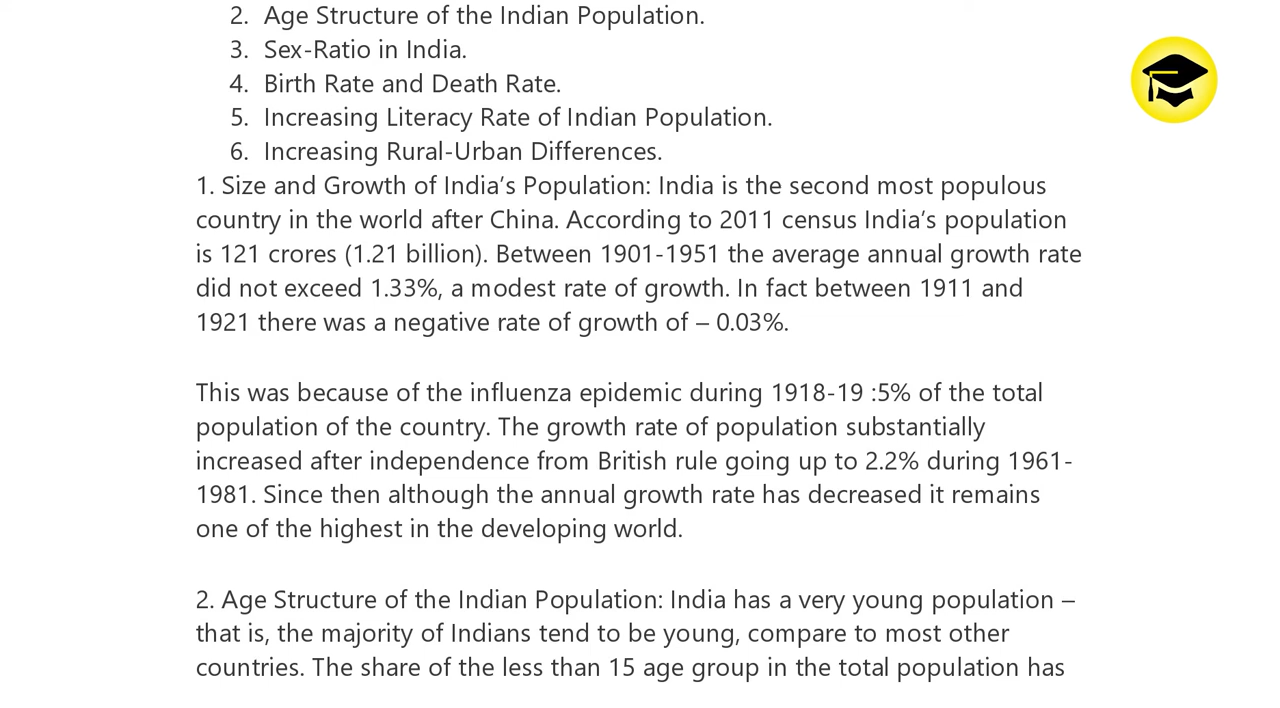 2. Age Structure of the Indian Population.
3. Sex-Ratio in India.
4. Birth Rate and Death Rate.
5. Increasing Literacy Rate of Indian Population.
6. Increasing Rural-Urban Differences.
1. Size and Growth of India’s Population: India is the second most populous
country in the world after China. According to 2011 census India’s population
is 121 crores (1.21 billion). Between 1901-1951 the average annual growth rate
did not exceed 1.33%, a modest rate of growth. In fact between 1911 and
1921 there was a negative rate of growth of – 0.03%.
This was because of the influenza epidemic during 1918-19 :5% of the total
population of the country. The growth rate of population substantially
increased after independence from British rule going up to 2.2% during 1961-
1981. Since then although the annual growth rate has decreased it remains
one of the highest in the developing world.
2. Age Structure of the Indian Population: India has a very young population –
that is, the majority of Indians tend to be young, compare to most other
countries. The share of the less than 15 age group in the total population has